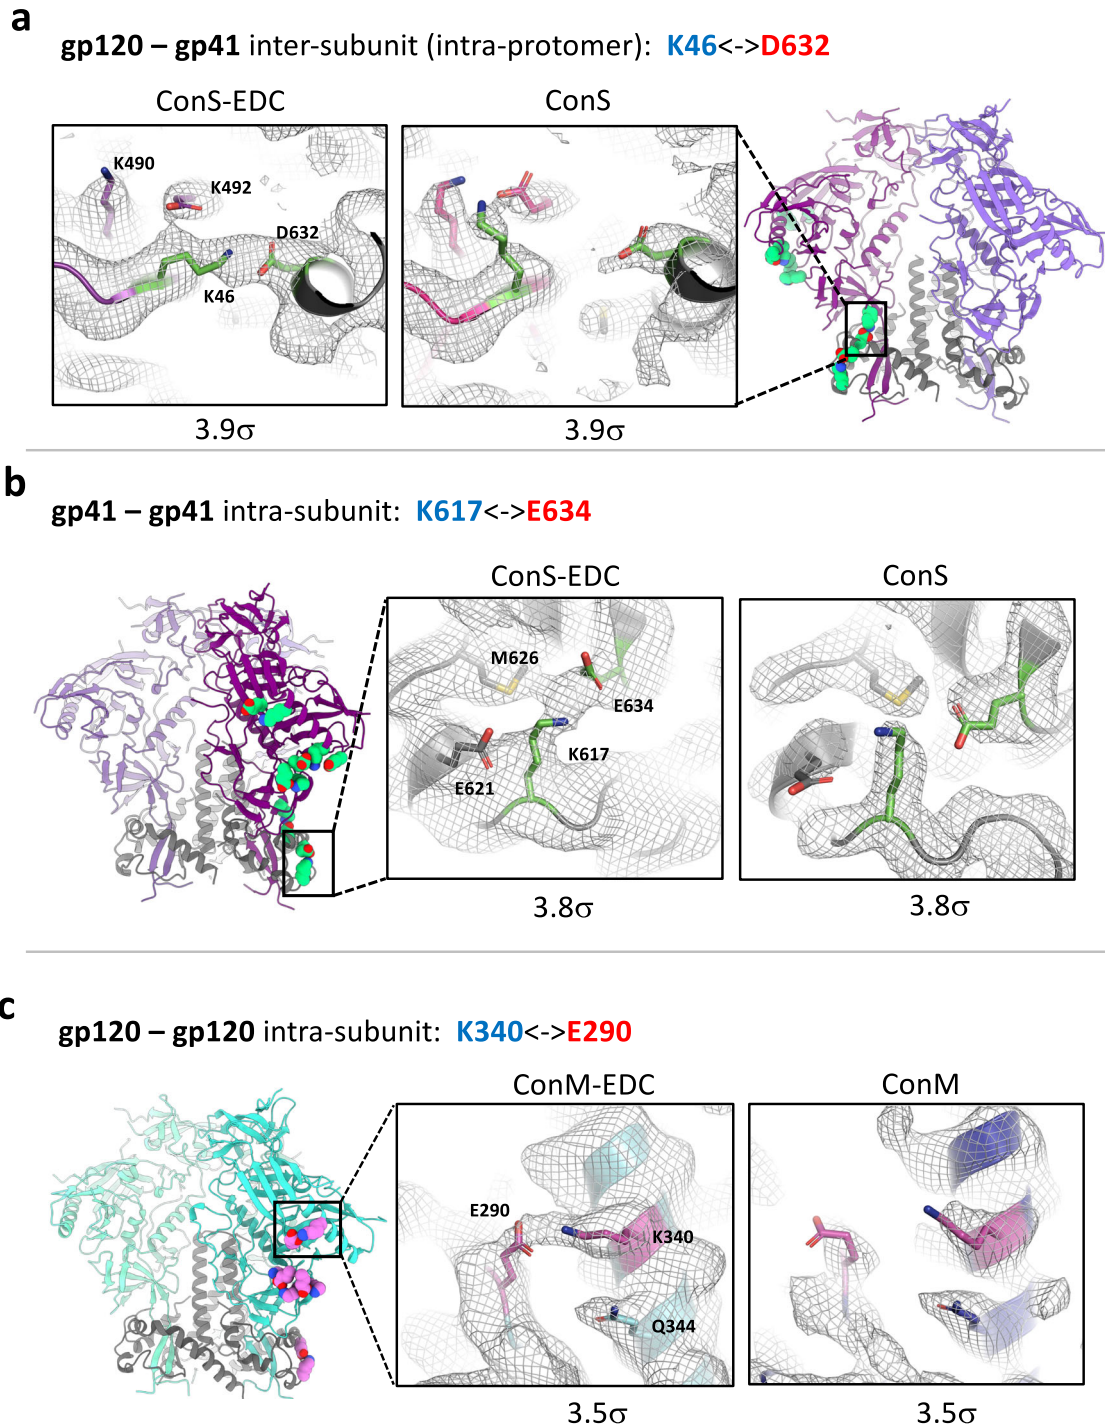 a
gp120 – gp41 inter-subunit (intra-protomer): K46<->D632
ConS-EDC
ConS
K490
K492
D632
K46
3.9σ
3.9σ
b
gp41 – gp41 intra-subunit: K617<->E634
ConS-EDC
ConS
M626
E634
K617
E621
3.8σ
3.8σ
c
gp120 – gp120 intra-subunit: K340<->E290
ConM-EDC
ConM
E290
K340
Q344
3.5σ
3.5σ